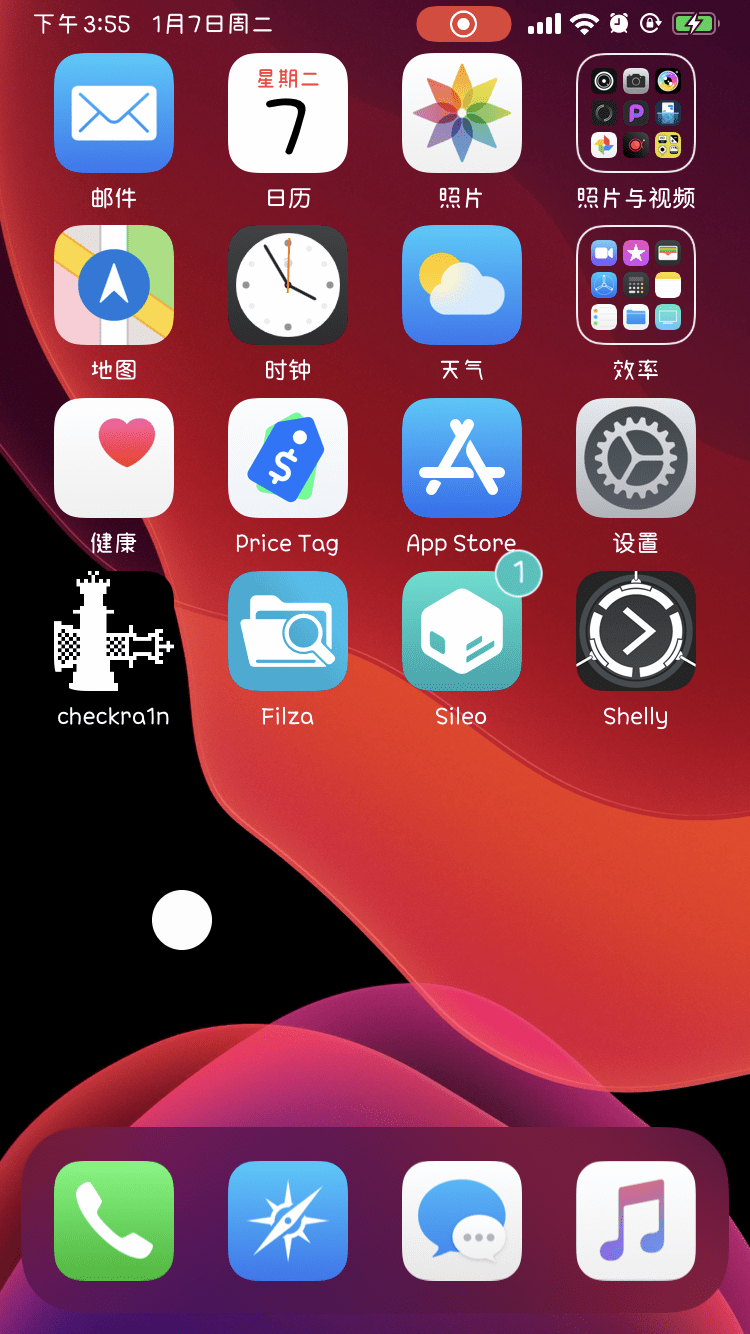 下午3:55 1月7日周二
星期二
7
邮件 日历 照片 照片与视频
地图 时钟 天气 效率
$
健康 Price Tag App Store 设置
1
checkra1n Filza Sileo Shelly